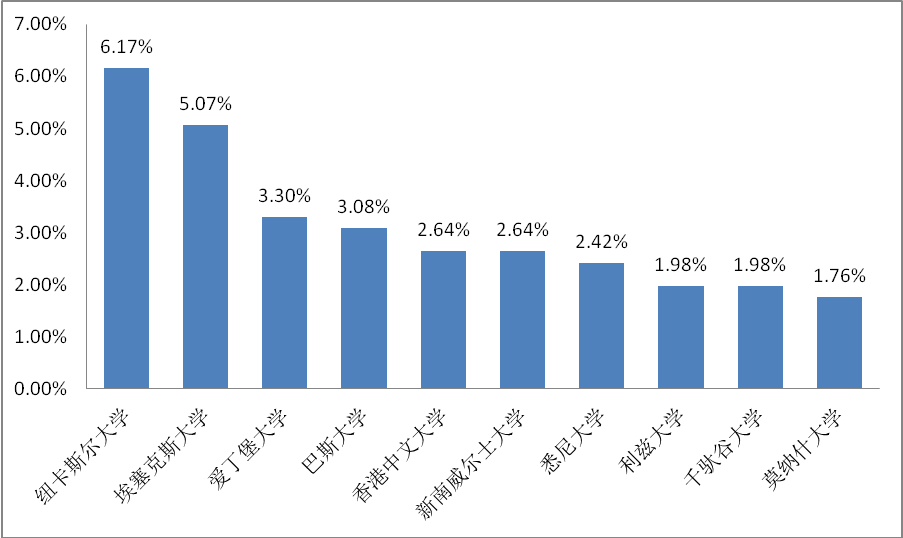 7.00%
6.00%
5.00%
4.00%
3.00%
2.00%
1.00%
0.00%
6.17%
5.07%
3.30%
3.08%
2.64%
2.64%
2.42%
1.98%
1.98%
1.76%
纽卡斯尔大学
埃塞克斯大学
爱丁堡大学
巴斯大学
香港中文大学
新南威尔士大学
悉尼大学
利兹大学
千驮谷大学
莫纳什大学